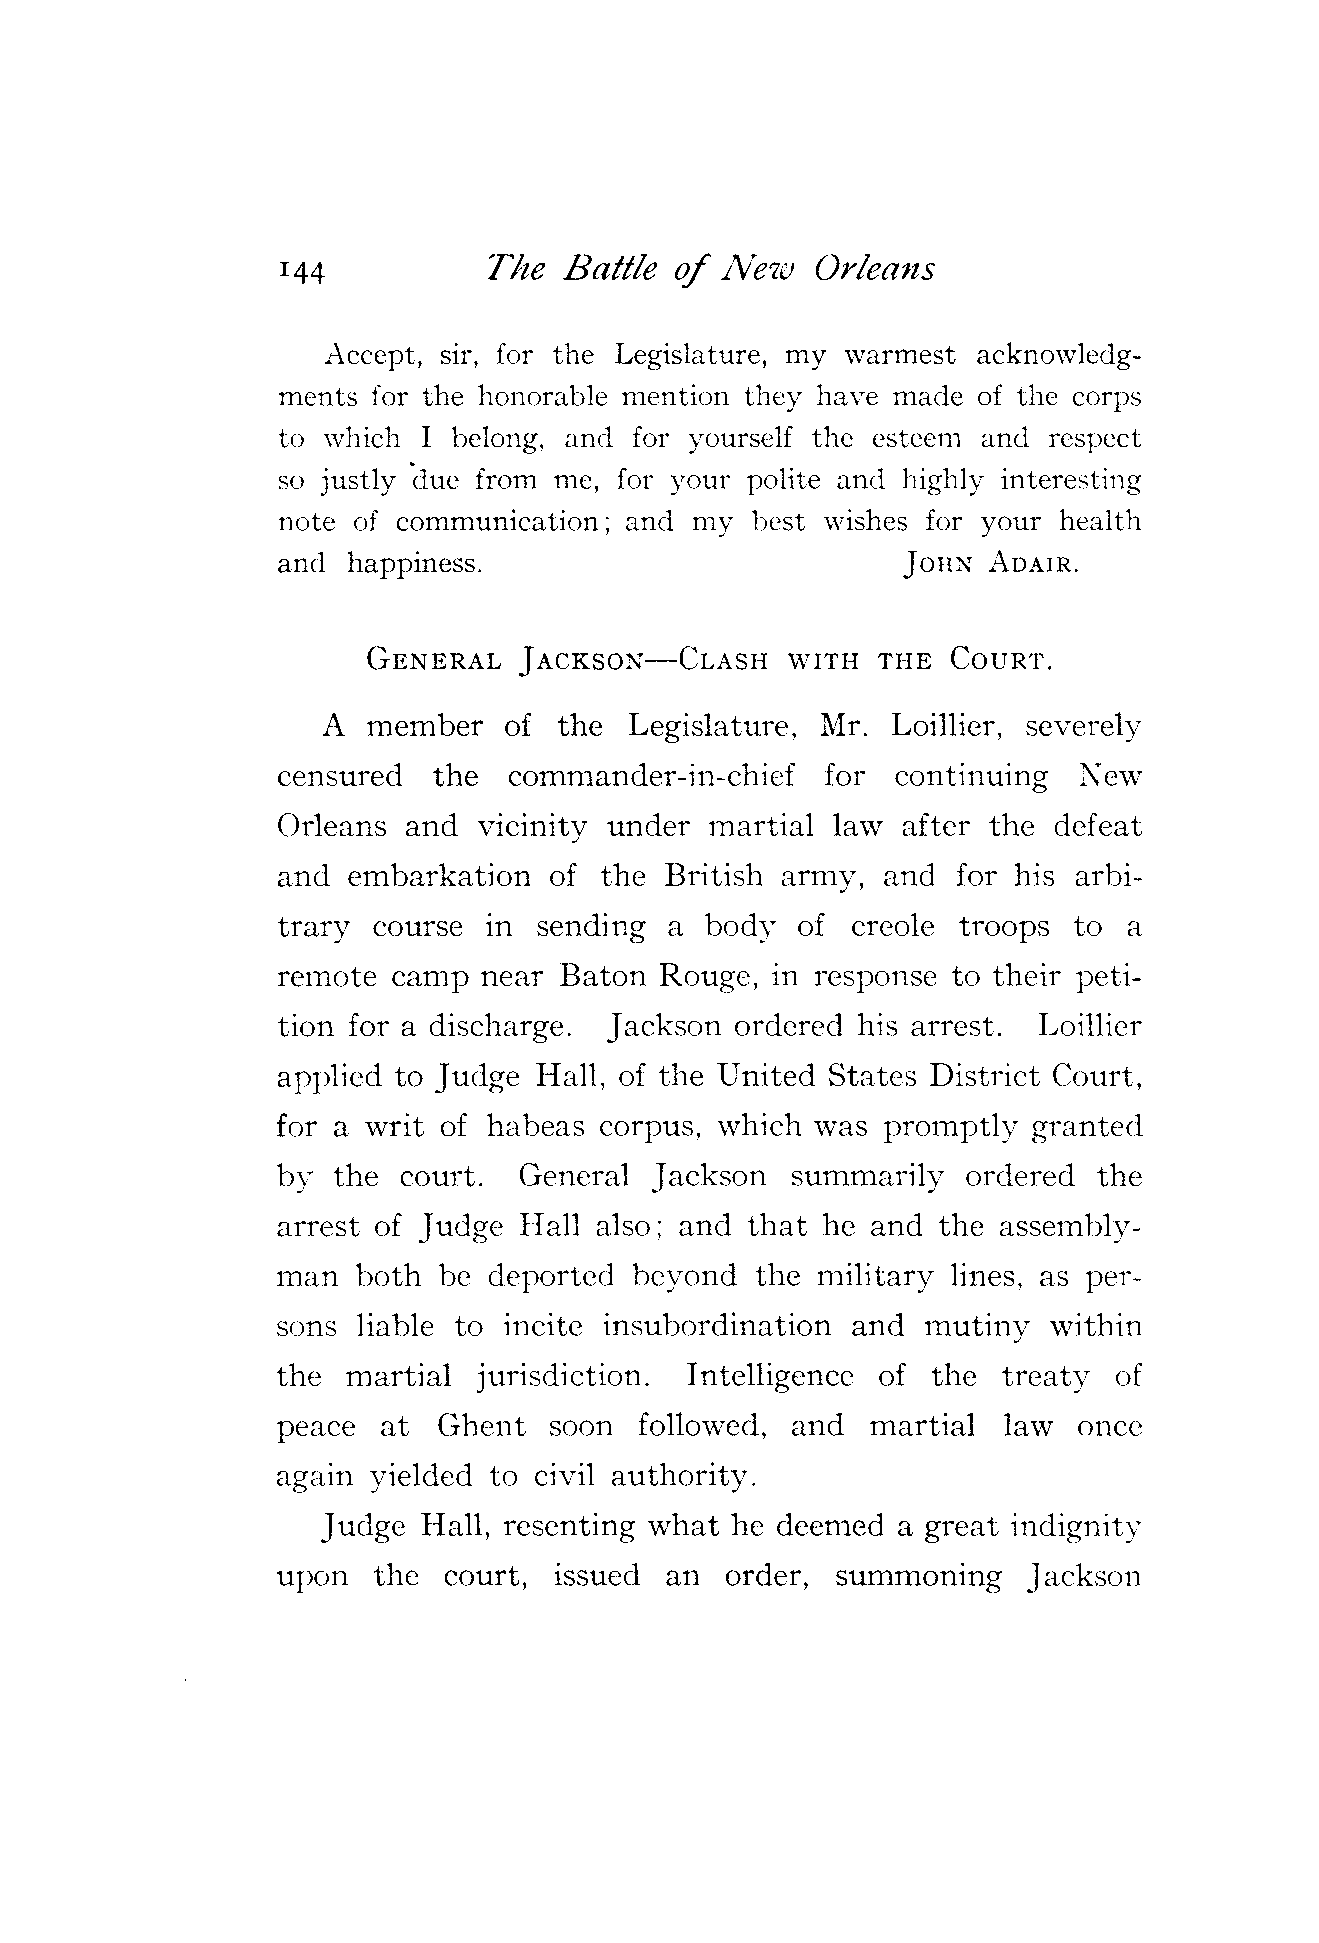 144 The Battle of New Orleans
Accept, sir, for the Legislature, my warmest acknowledg-
ments for the honorable mention they have made of the corps
to which I belong, and for yourself the esteem and respect
so justly due from me, for your polite and highly interesting
note of communication; and my best wishes for your health
and happiness. JOHN ADAIR.
GENERAL JACKSON—CLASH WITH THE COURT.
A member of the Legislature, Mr. Loillier, severely
censured the commander-in-chief for continuing New
Orleans and vicinity under martial law after the defeat
and embarkation of the British army, and for his arbi-
trary course in sending a body of creole troops to a
remote camp near Baton Rouge, in response to their peti-
tion for a discharge. Jackson ordered his arrest. Loillier
applied to Judge Hall, of the United States District Court,
for a writ of habeas corpus, which was promptly granted
by the court. General Jackson summarily ordered the
arrest of Judge Hall also; and that he and the assembly-
man both be deported beyond the military lines, as per-
sons liable to incite insubordination and mutiny within
the martial jurisdiction. Intelligence of the treaty of
peace at Ghent soon followed, and martial law once
again yielded to civil authority.
Judge Hall, resenting what he deemed a great indignity
upon the court, issued an order, summoning Jackson